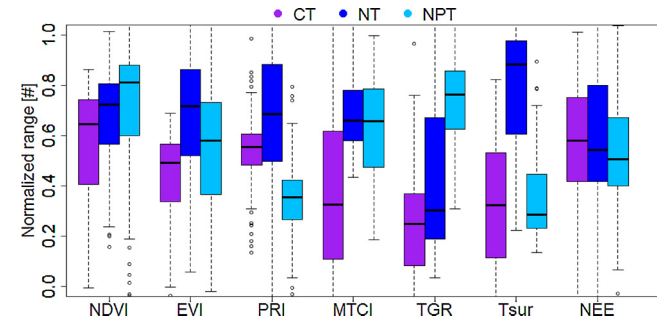 CT NT NPT
Normalized range [#]
1.0
0.8
0.6
0.4
0.2
0.0
NDVI EVI PRI MTCI TGR Tsur NEE